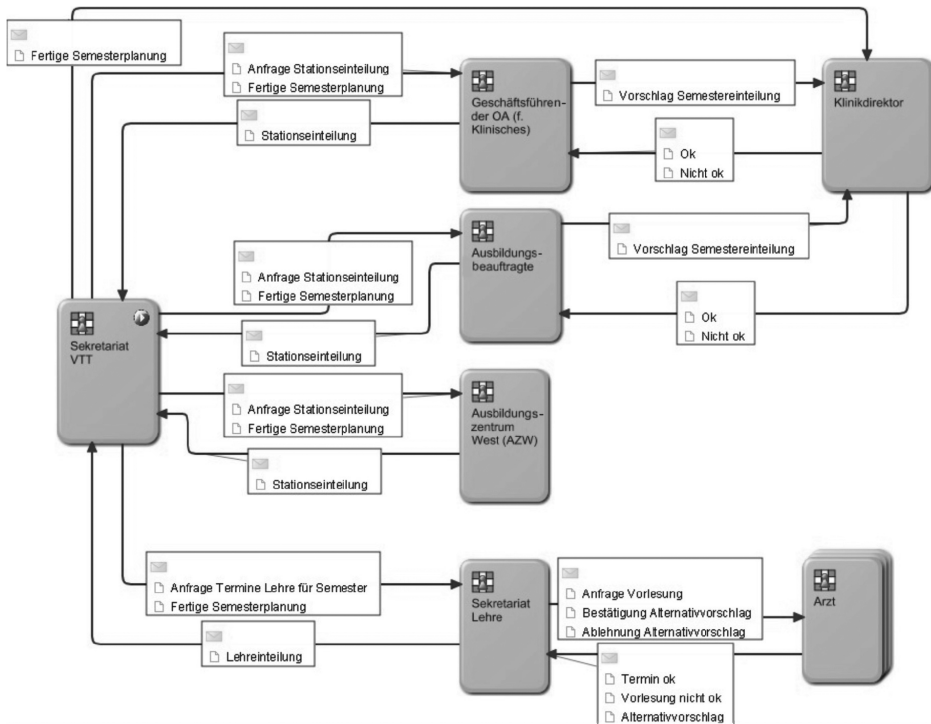 Fertige Semesterplanung
Anfrage Stationseinteilung
Fertige Semesterplanung
Geschäftsführen-
der OA (f.
Klinisches)
Vorschlag Semestereinteilung
Klinikdirektor
Stationseinteilung
Ok
Nicht ok
Anfrage Stationseinteilung
Fertige Semesterplanung
Ausbildungs-
beauftragte
Vorschlag Semestereinteilung
Ok
Nicht ok
Sekretariat
VTT
Stationseinteilung
Anfrage Stationseinteilung
Fertige Semesterplanung
Ausbildungs-
zentrum
West (AZW)
Stationseinteilung
Anfrage Termine Lehre für Semester
Fertige Semesterplanung
Sekretariat
Lehre
Anfrage Vorlesung
Bestätigung Alternativvorschlag
Ablehnung Alternativvorschlag
Arzt
Lehreinteilung
Termin ok
Vorlesung nicht ok
Alternativvorschlag